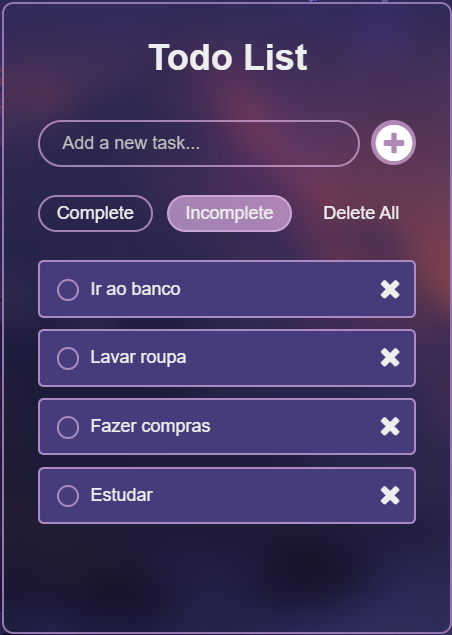 Todo List
Add a new task...
Complete Incomplete Delete All
Ir ao banco
Lavar roupa
Fazer compras
Estudar